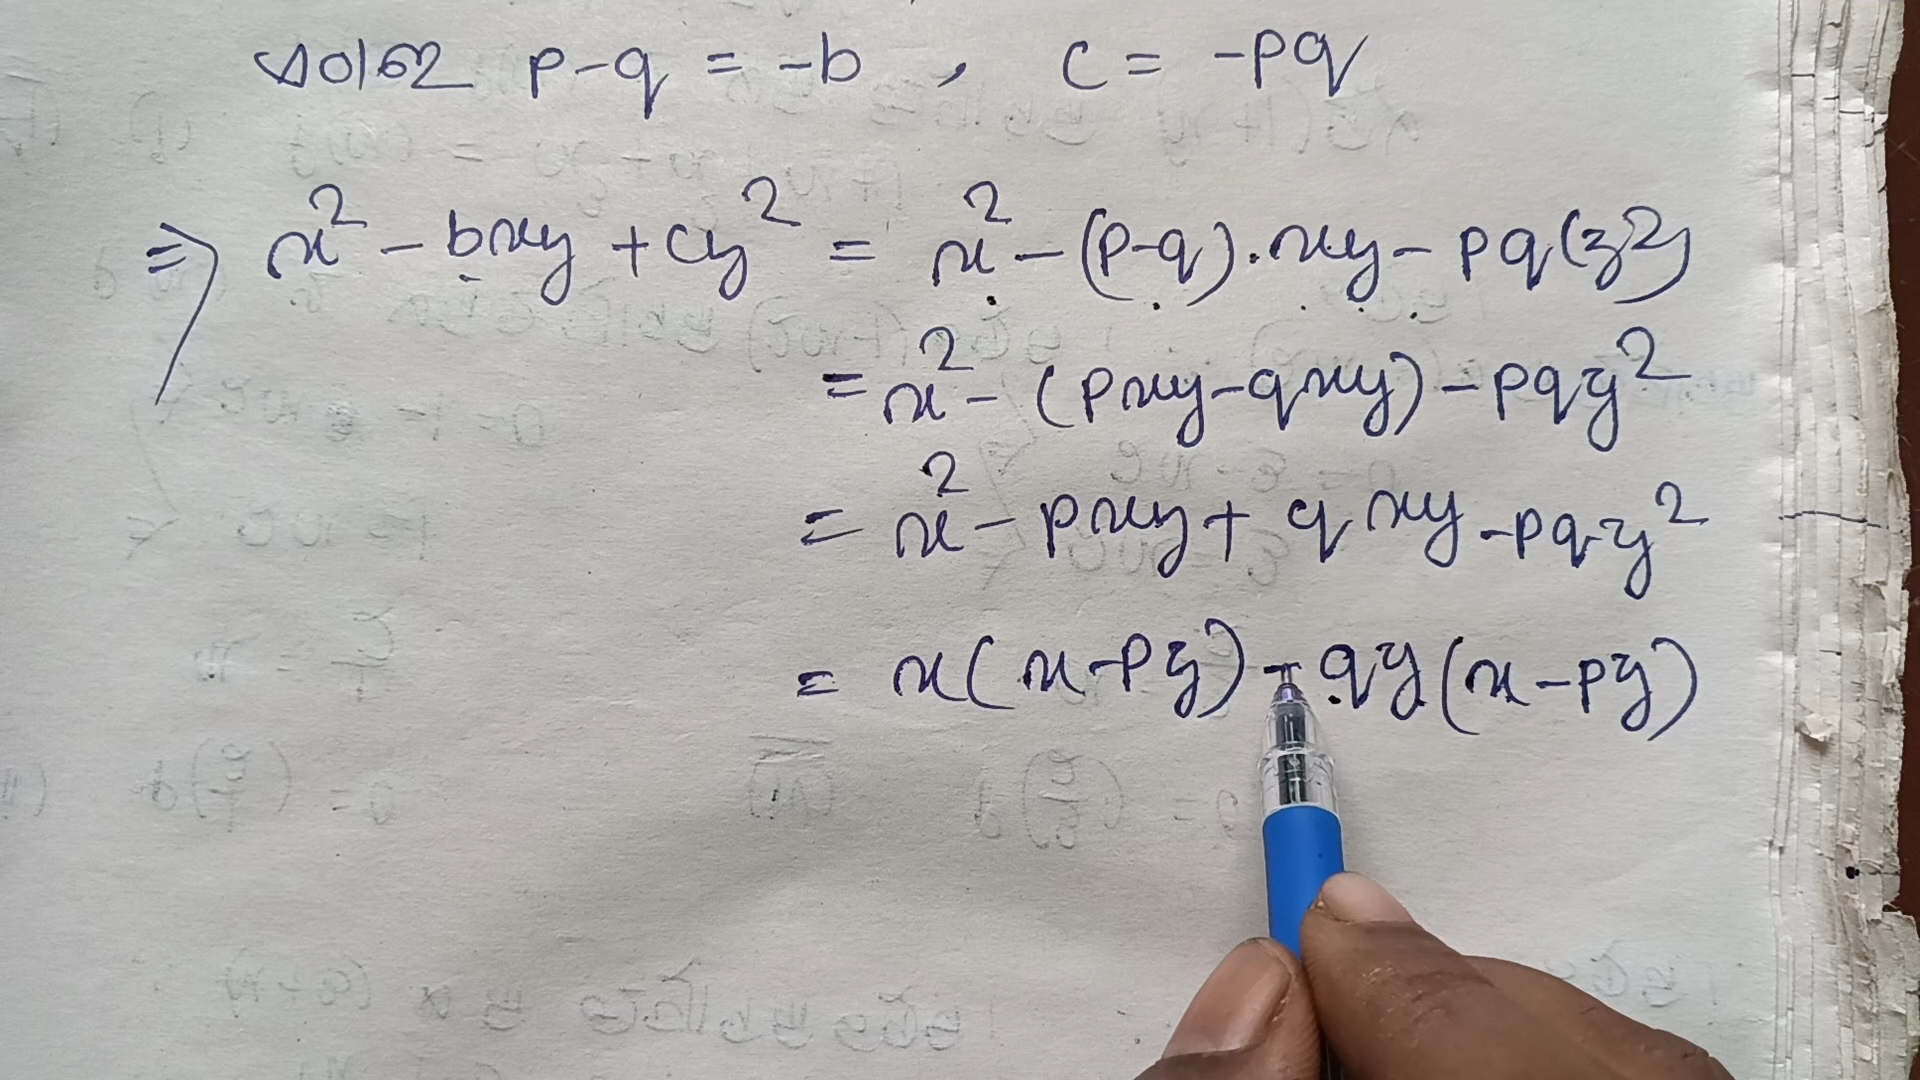 p-q = -b , c = -pq
⇒ x² - bxy + cy² = x² - (p-q).xy - pq(y²)
= x² - (pxy - qxy) - pqy²
= x² - pxy + qxy - pqy²
= x(x-py) - qy(x-py)